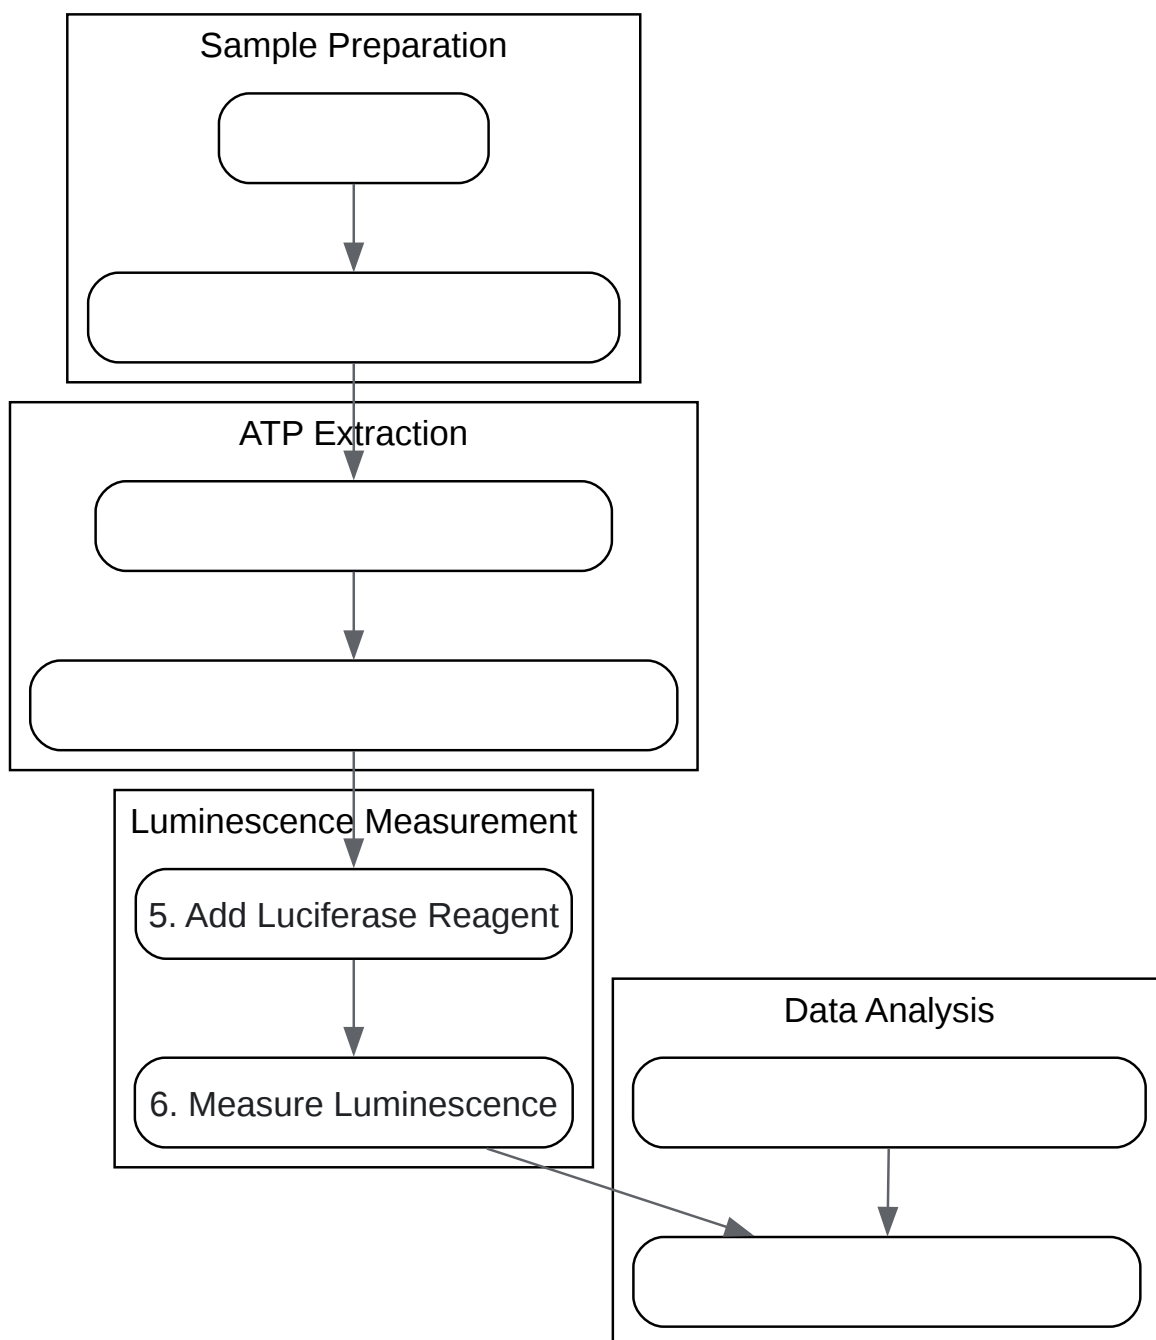 Sample Preparation
ATP Extraction
Luminescence Measurement
5. Add Luciferase Reagent
Data Analysis
6. Measure Luminescence